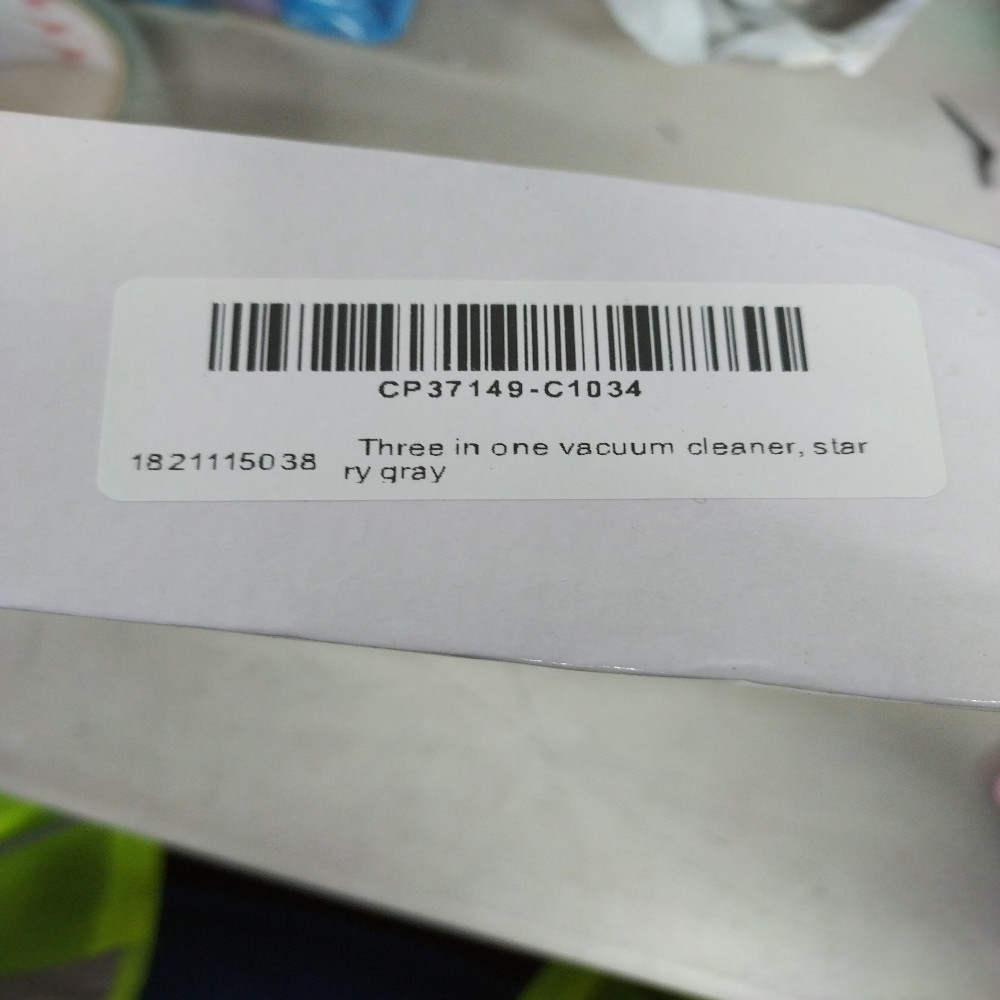 CP37149-C1034
1821115038 Three in one vacuum cleaner, star
ry gray